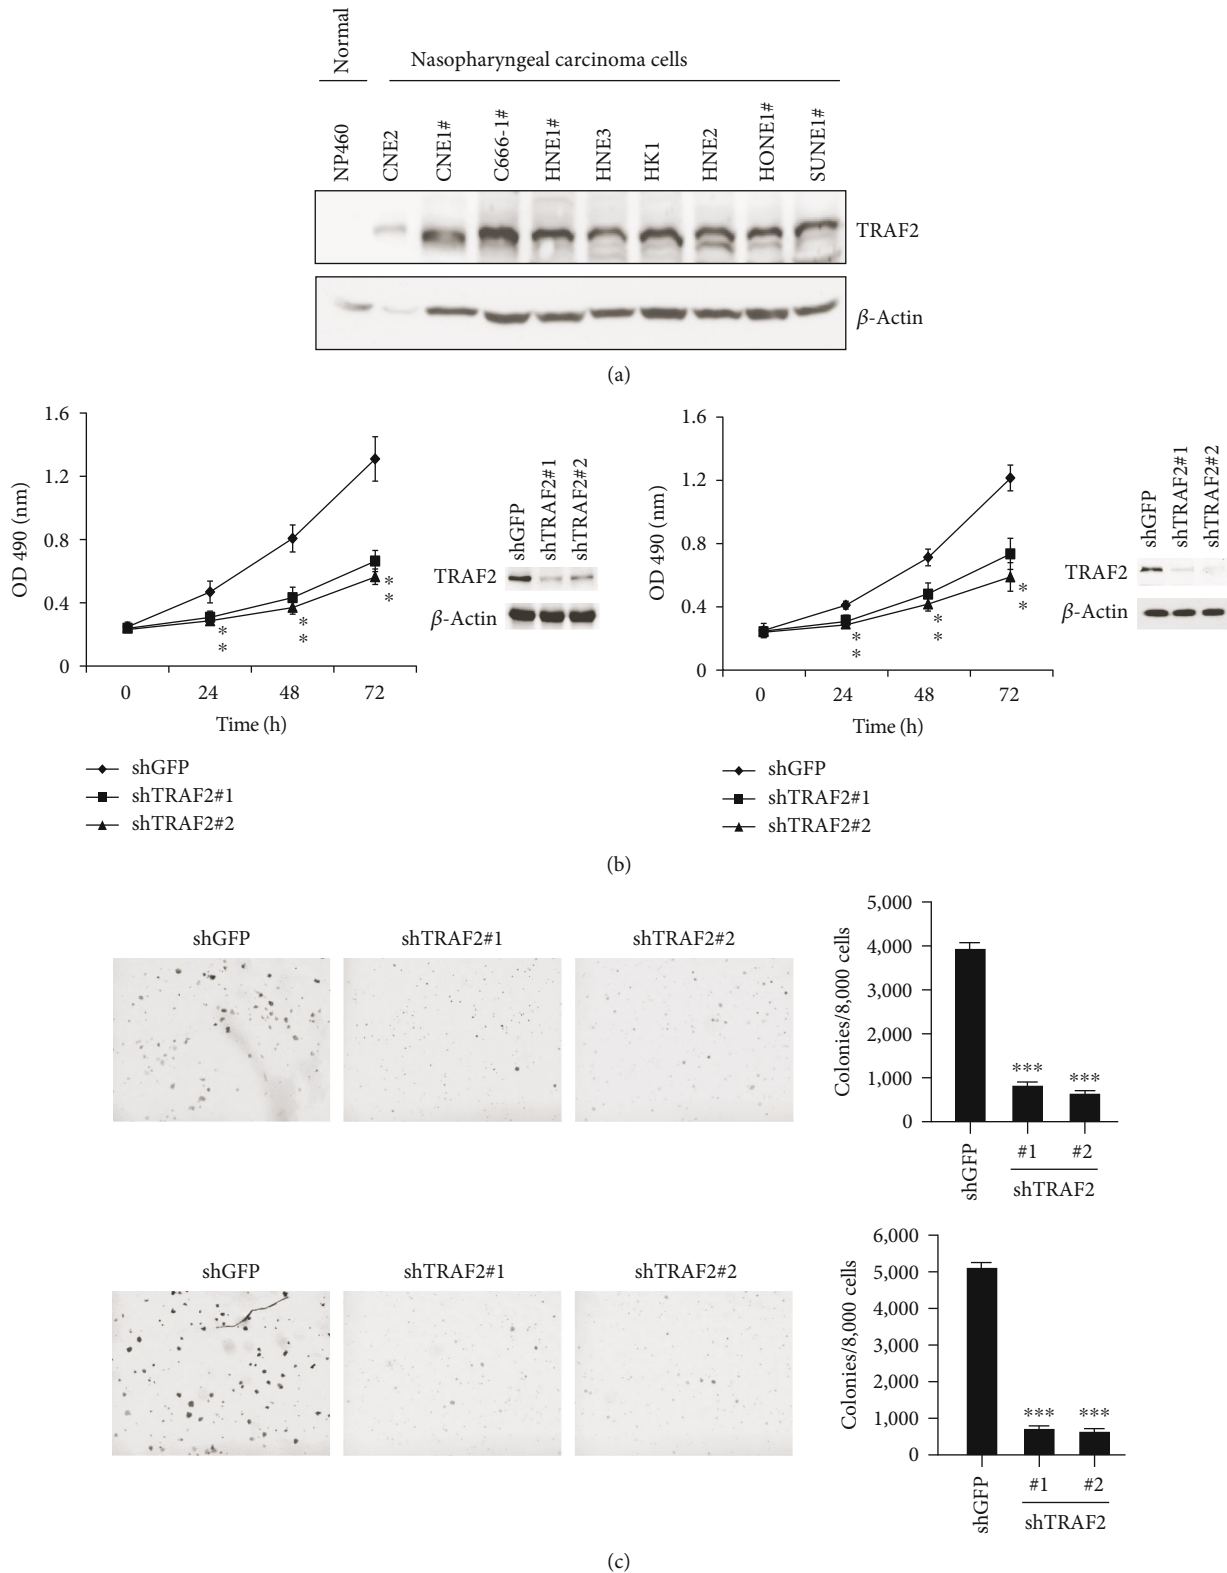 Normal
Nasopharyngeal carcinoma cells
NP460
CNE2
CNE1#
C666-1#
HNE1#
HNE3
HK1
HNE2
HONE1#
SUNE1#
TRAF2
β-Actin
(a)
OD 490 (nm)
1.6
1.2
0.8
0.4
0
0 24 48 72
Time (h)
* *
* *
* *
shGFP
shTRAF2#1
shTRAF2#2
shGFP
shTRAF2#1
shTRAF2#2
TRAF2
β-Actin
OD 490 (nm)
1.6
1.2
0.8
0.4
0
0 24 48 72
Time (h)
* *
* *
* *
shGFP
shTRAF2#1
shTRAF2#2
shGFP
shTRAF2#1
shTRAF2#2
TRAF2
β-Actin
(b)
shGFP
shTRAF2#1
shTRAF2#2
Colonies/8,000 cells
5,000
4,000
3,000
2,000
1,000
0
*** ***
shGFP
#1 #2
shTRAF2
shGFP
shTRAF2#1
shTRAF2#2
Colonies/8,000 cells
6,000
5,000
4,000
3,000
2,000
1,000
0
*** ***
shGFP
#1 #2
shTRAF2
(c)